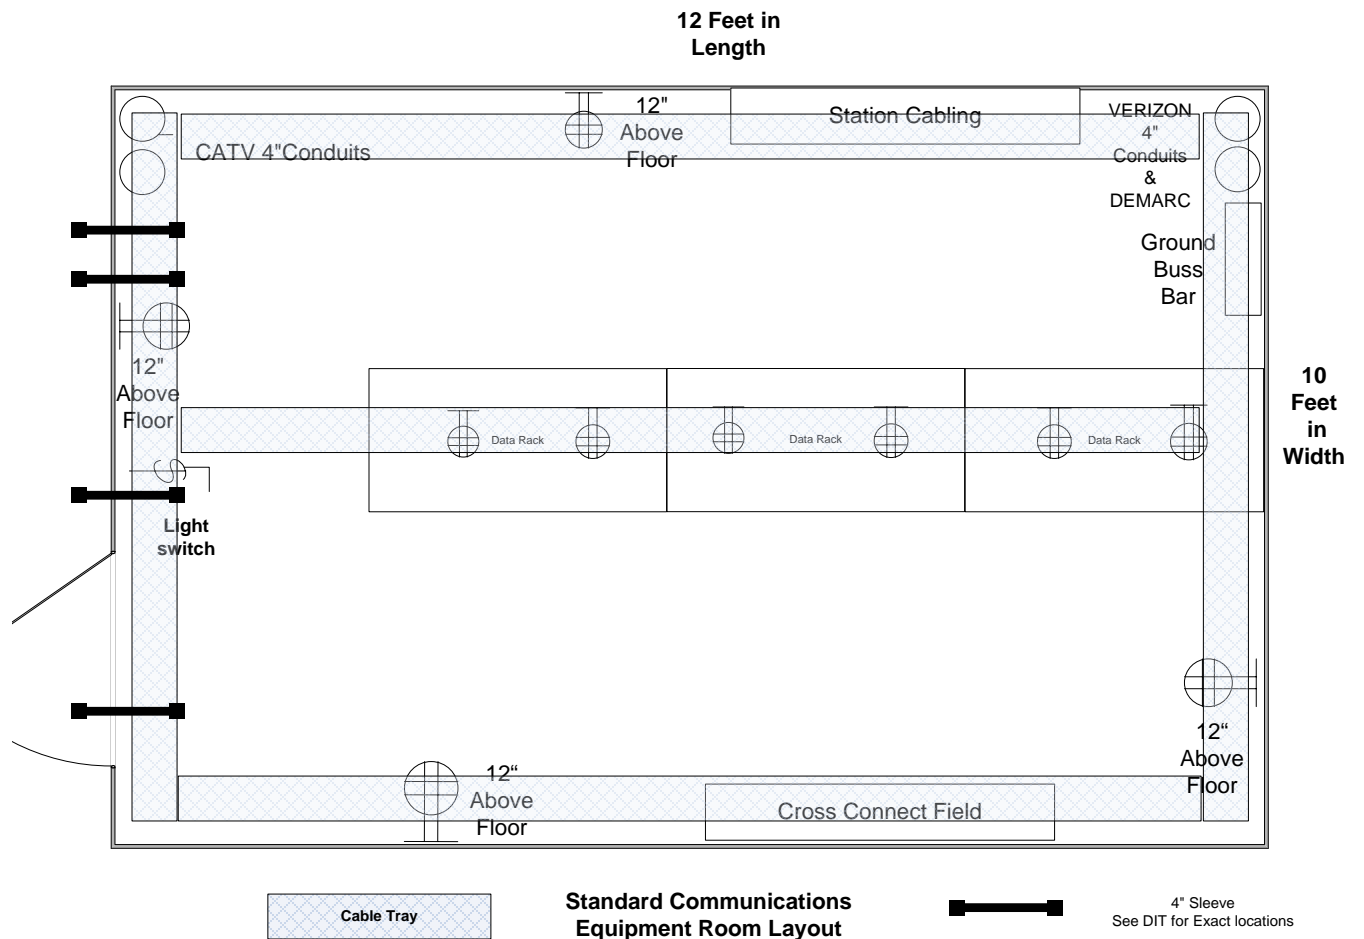 12 Feet in
Length
12"
Above
Floor
Station Cabling
VERIZON
4"
Conduits
&
DEMARC
CATV 4"Conduits
Ground
Buss
Bar
12"
Above
Floor
10
Feet
in
Width
Data Rack
Data Rack
Data Rack
Light
switch
12“
Above
Floor
12“
Above
Floor
Cross Connect Field
Cable Tray
Standard Communications
Equipment Room Layout
4" Sleeve
See DIT for Exact locations